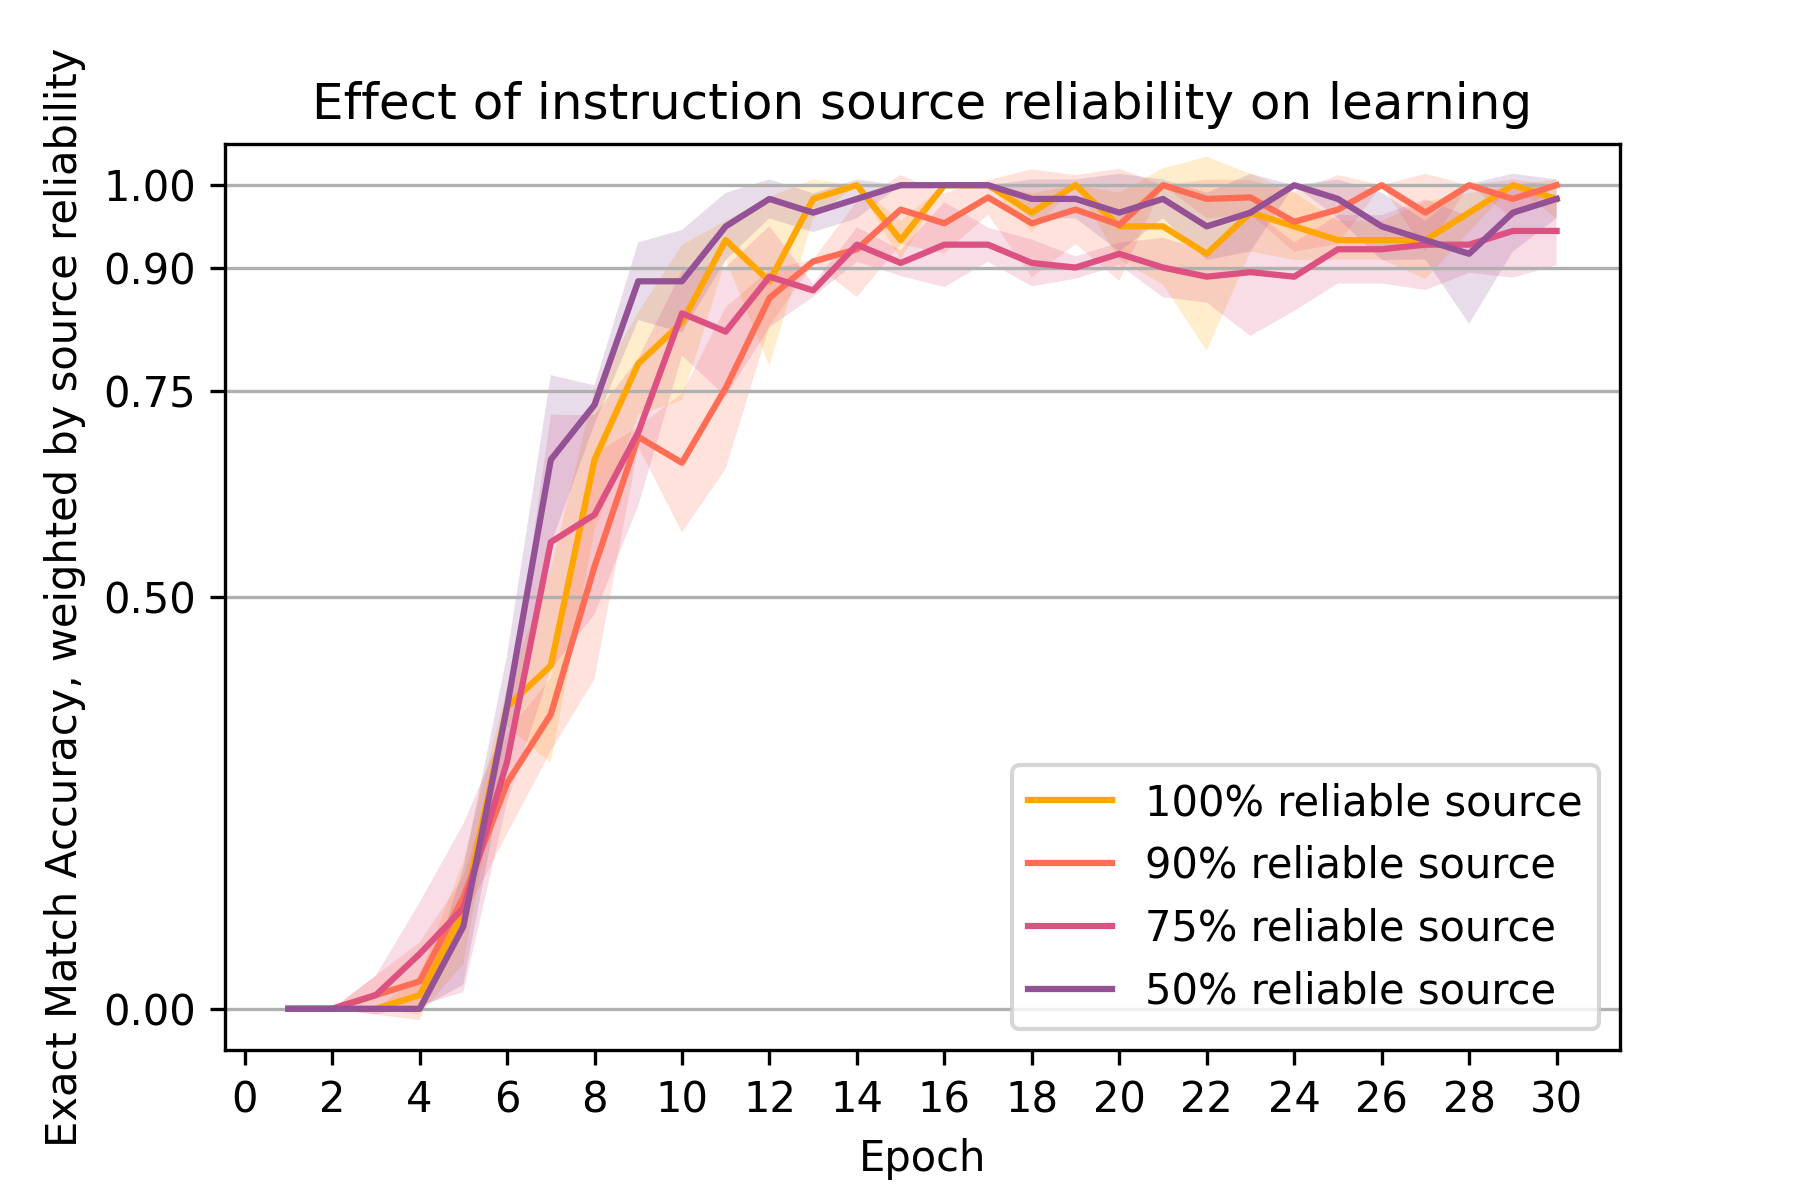 Effect of instruction source reliability on learning
Exact Match Accuracy, weighted by source reliability
1.00
0.90
0.75
0.50
0.00
100% reliable source
90% reliable source
75% reliable source
50% reliable source
0 2 4 6 8 10 12 14 16 18 20 22 24 26 28 30
Epoch